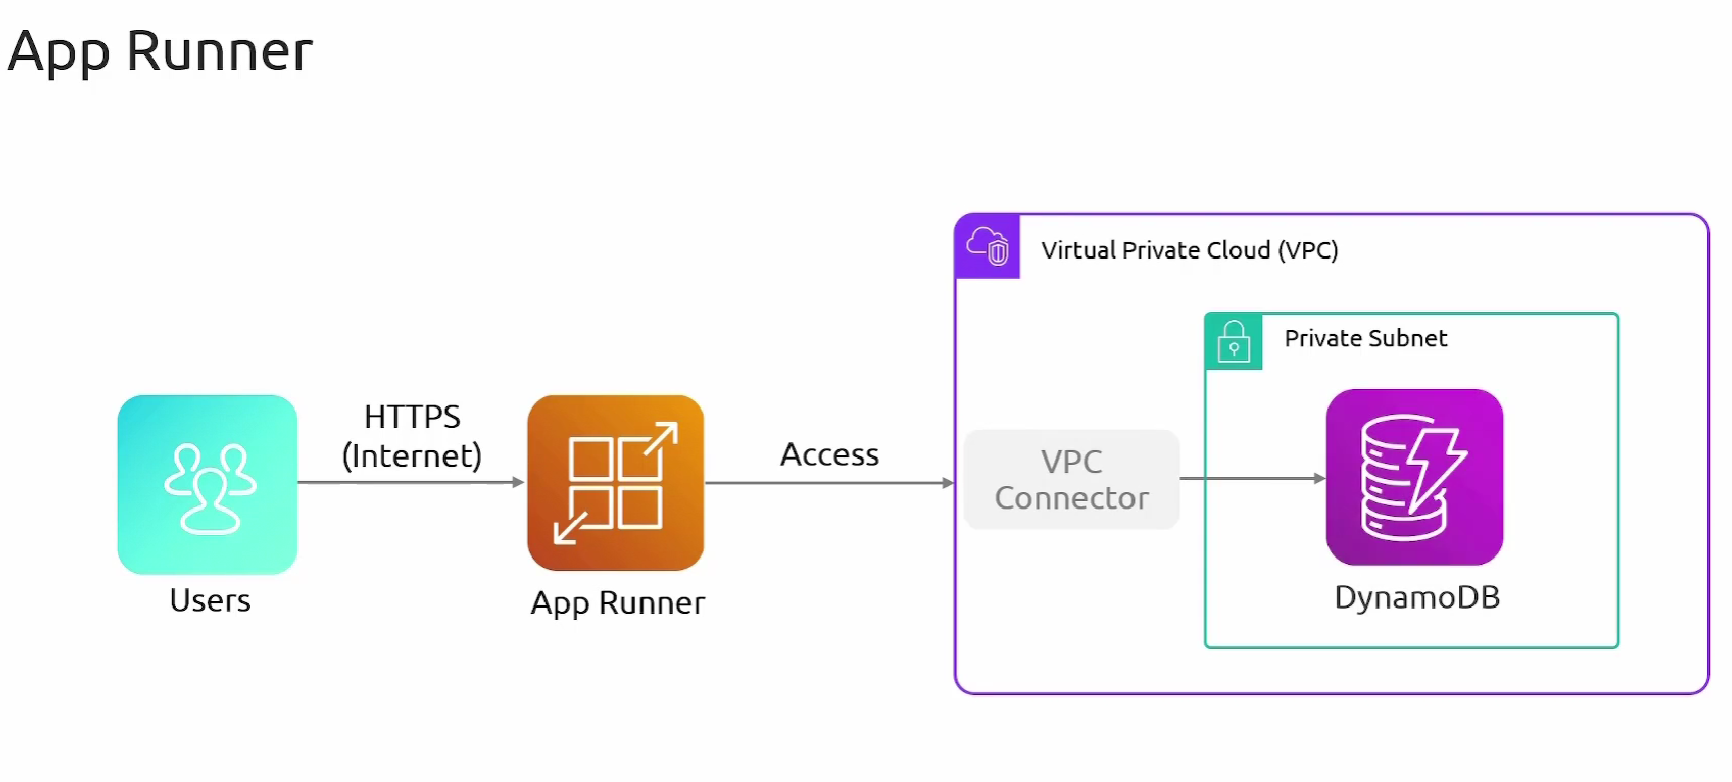 App Runner
Virtual Private Cloud (VPC)
Private Subnet
HTTPS
(Internet)
Access
VPC
Connector
Users
App Runner
DynamoDB